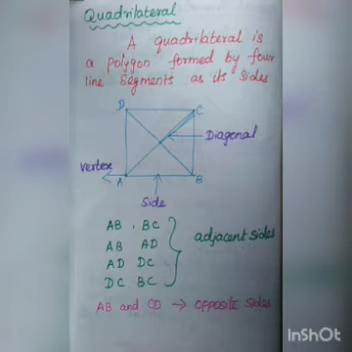 Quadrilateral
A quadrilateral is
a polygon formed by four
line segments as its sides
D C
Diagonal
vertex
A B
Side
AB , BC
AB AD
adjacent sides
AD DC
DC BC
AB and CD → opposite sides
InShOt